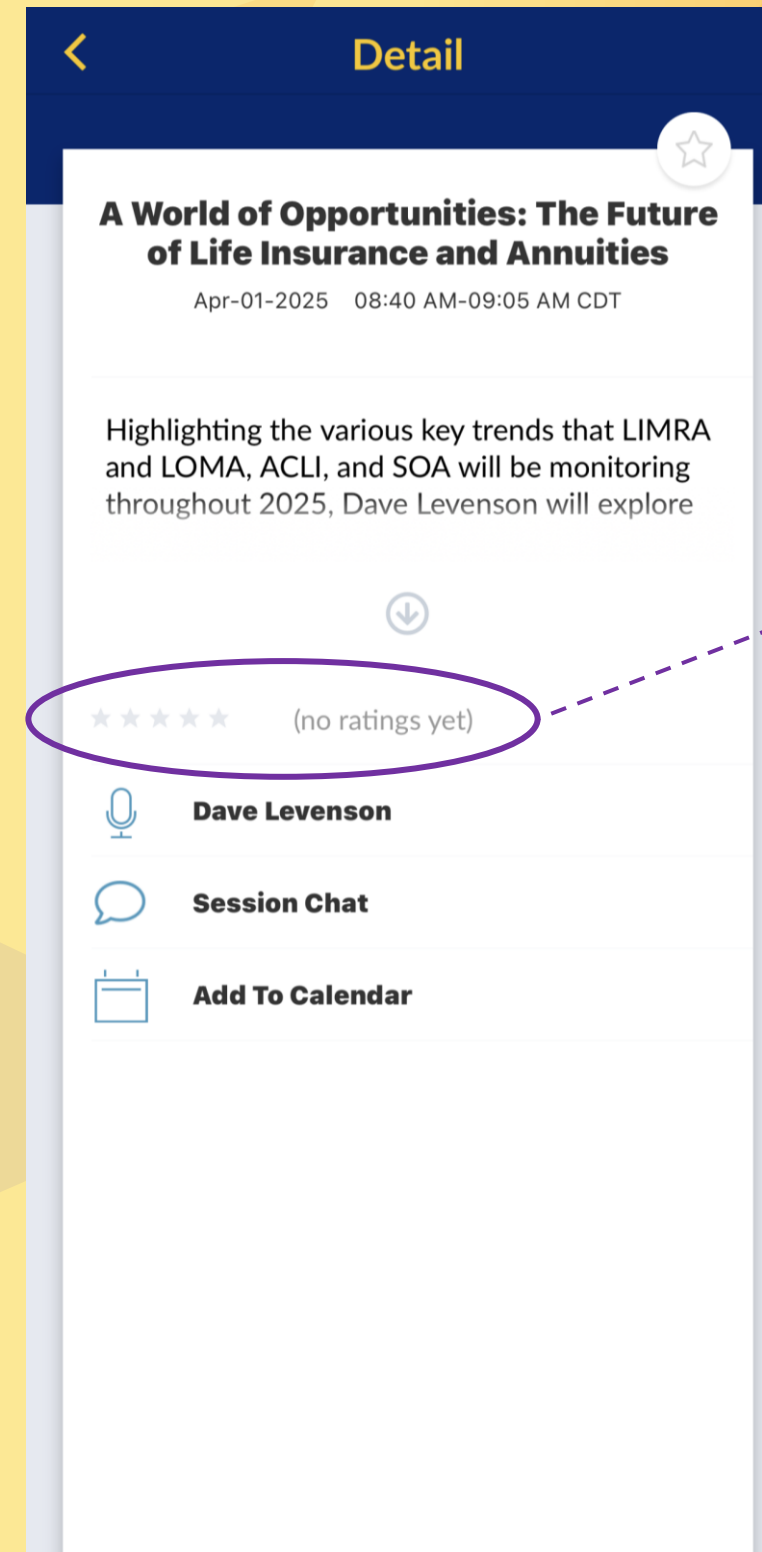 Detail
A World of Opportunities: The Future
of Life Insurance and Annuities
Apr-01-2025 08:40 AM-09:05 AM CDT
Highlighting the various key trends that LIMRA
and LOMA, ACLI, and SOA will be monitoring
throughout 2025, Dave Levenson will explore
(no ratings yet)
Dave Levenson
Session Chat
Add To Calendar